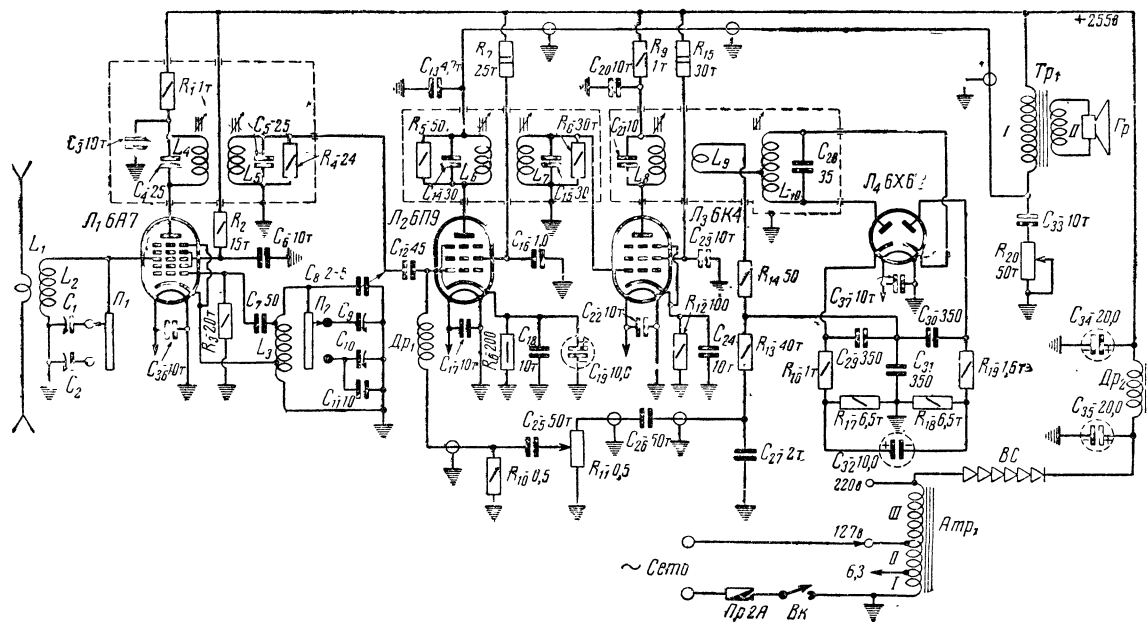 +255в
R₁-1т
C₃-10т
L₄
C₄-25
C₅-25
L₅
R₄-24
R₂
15т
C₆-10т
Л₁ 6А7
L₁
L₂
C₁
П₁
C₂
C₃₆-10т
R₃-20т
C₇ 50
L₃
C₈ 2-5
П₂
C₉
C₁₀
C₁₁-10
C₁₃ 4,7т
R₇
25т
R₅-50
C₁₄-30
L₆
L₇
R₆-30т
C₁₅-30
Л₂ 6П9
C₁₂-45
C₁₆-1,0
Др₁
C₁₇-10т
R₈-200
C₁₈
10т
C₁₉-10,0
C₂₀ 10т
R₉
1т
R₁₅
30т
C₂₁ 10
L₈
L₉
L₁₀
C₂₈
35
Л₃ 6К4
C₂₃-10т
C₂₂-10т
R₁₂-100
C₂₄
10т
R₁₄ 50
R₁₃-40т
C₂₅-50т
R₁₀-0,5
R₁₁-0,5
C₂₆-50т
C₂₇-2т
Л₄ 6Х6
C₃₇-10т
C₂₉-350
C₃₀-350
C₃₁
350
R₁₆-1т
R₁₇-6,5т
R₁₈-6,5т
C₃₂ 10,0
Тр₁
I
II
Гр
C₃₃-10т
R₂₀
50т
C₃₄-20,0
Др₂
C₃₅-20,0
ВС
220в
127в
6,3
III
II
I
Атр₂
~ Сеть
Пр 2А
Вк